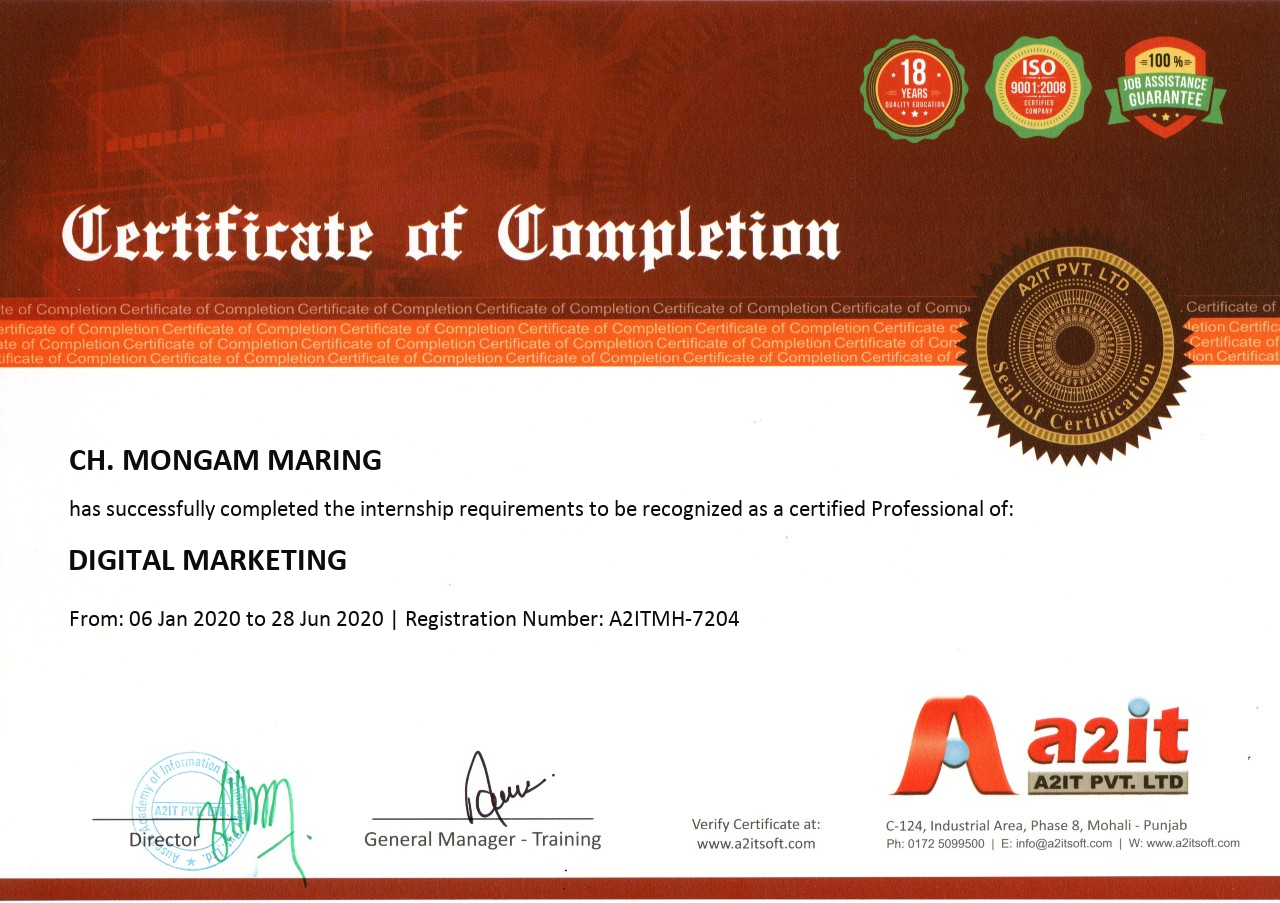 18
YEARS
QUALITY EDUCATION
ISO
9001:2008
CERTIFIED
COMPANY
100 %
JOB ASSISTANCE
GUARANTEE
Certificate of Completion
te of Completion Certificate of Completion Certificate of Completion Certificate of Completion Certificate of Completion Certificate of Comp
Certificate of
ertificate of Completion Certificate of Completion Certificate of Completion Certificate of Completion Certificate of Completion Certificate c
letion Certific
ate of Completion Certificate of Completion Certificate of Completion Certificate of Completion Certificate of Completion Certificate of Con
Certificate of
tificate of Completion Certificate of Completion Certificate of Completion Certificate of Completion Certificate of Completion Certificate of
ion Certificat
A2IT PVT. LTD.
Seal of Certification
CH. MONGAM MARING
has successfully completed the internship requirements to be recognized as a certified Professional of:
DIGITAL MARKETING
From: 06 Jan 2020 to 28 Jun 2020 | Registration Number: A2ITMH-7204
Academy of Information
A2IT PVT. LTD.
Director
General Manager - Training
Verify Certificate at:
www.a2itsoft.com
a2it
A2IT PVT. LTD
C-124, Industrial Area, Phase 8, Mohali - Punjab
Ph: 0172 5099500 | E: info@a2itsoft.com | W: www.a2itsoft.com